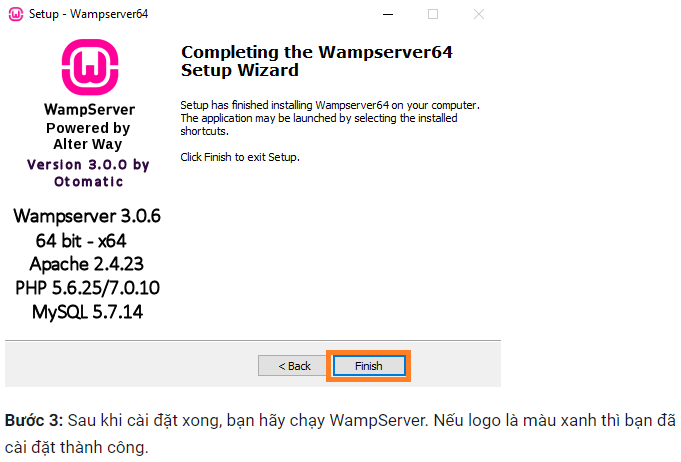 Setup - Wampserver64
Completing the Wampserver64
Setup Wizard
Setup has finished installing Wampserver64 on your computer.
The application may be launched by selecting the installed
shortcuts.
Click Finish to exit Setup.
WampServer
Powered by
Alter Way
Version 3.0.0 by
Otomatic
Wampserver 3.0.6
64 bit - x64
Apache 2.4.23
PHP 5.6.25/7.0.10
MySQL 5.7.14
< Back
Finish
Bước 3: Sau khi cài đặt xong, bạn hãy chạy WampServer. Nếu logo là màu xanh thì bạn đã
cài đặt thành công.